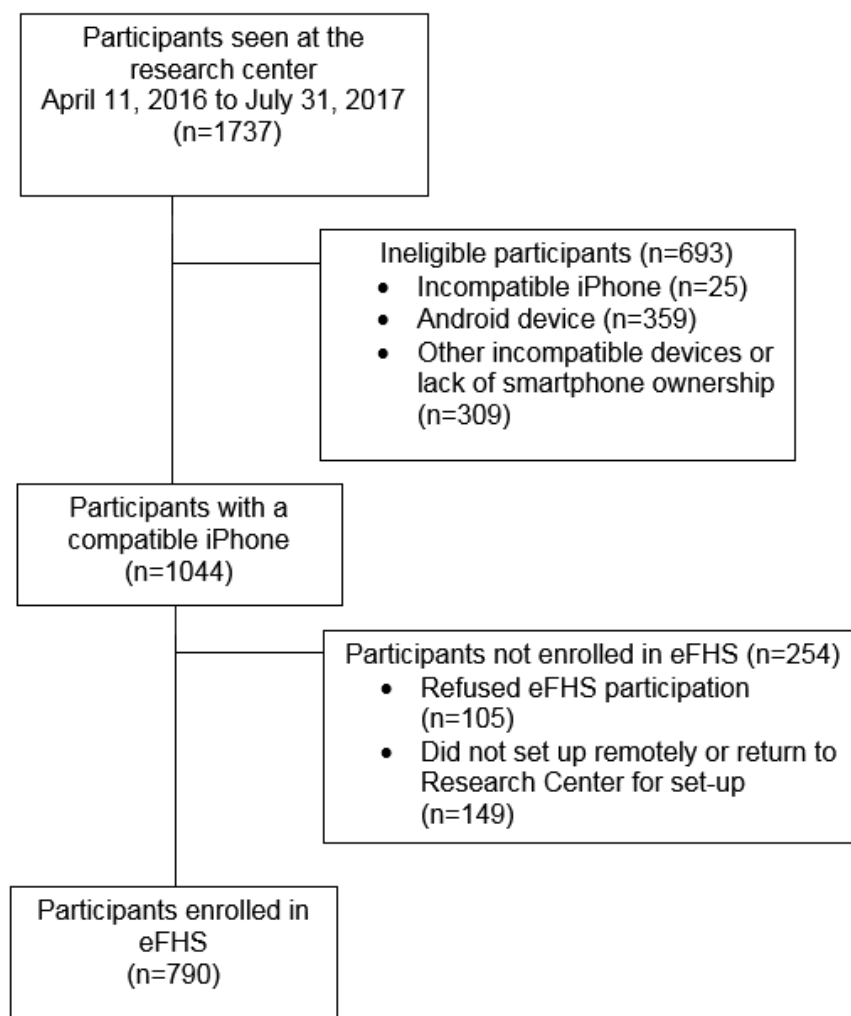 Participants seen at the
research center
April 11, 2016 to July 31, 2017
(n=1737)
Ineligible participants (n=693)
• Incompatible iPhone (n=25)
• Android device (n=359)
• Other incompatible devices or
lack of smartphone ownership
(n=309)
Participants with a
compatible iPhone
(n=1044)
Participants not enrolled in eFHS (n=254)
• Refused eFHS participation
(n=105)
• Did not set up remotely or return to
Research Center for set-up
(n=149)
Participants enrolled in
eFHS
(n=790)